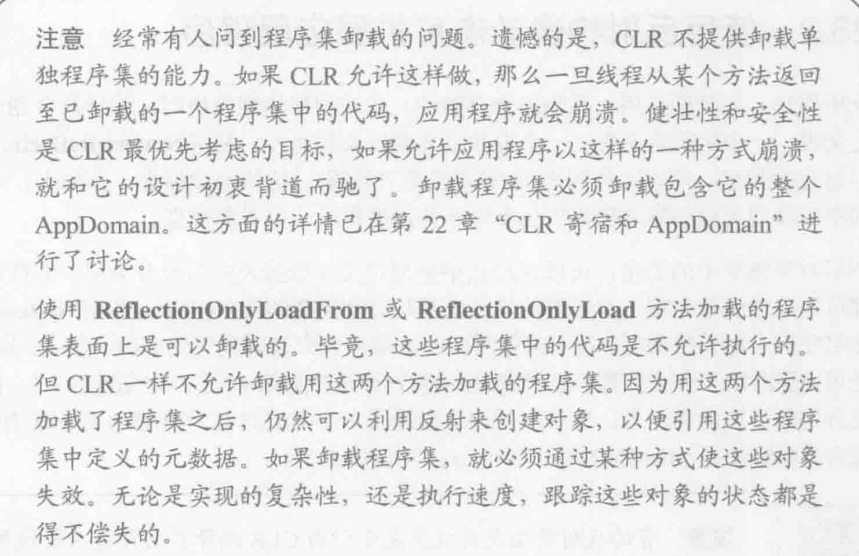 注意　经常有人问到程序集卸载的问题。遗憾的是，CLR 不提供卸载单
独程序集的能力。如果 CLR 允许这样做，那么一旦线程从某个方法返回
至已卸载的一个程序集中的代码，应用程序就会崩溃。健壮性和安全性
是 CLR 最优先考虑的目标，如果允许应用程序以这样的一种方式崩溃，
就和它的设计初衷背道而驰了。卸载程序集必须卸载包含它的整个
AppDomain。这方面的详情已在第 22 章“CLR 寄宿和 AppDomain”进
行了讨论。
使用 ReflectionOnlyLoadFrom 或 ReflectionOnlyLoad 方法加载的程序
集表面上是可以卸载的。毕竟，这些程序集中的代码是不允许执行的。
但 CLR 一样不允许卸载用这两个方法加载的程序集。因为用这两个方法
加载了程序集之后，仍然可以利用反射来创建对象，以便引用这些程序
集中定义的元数据。如果卸载程序集，就必须通过某种方式使这些对象
失效。无论是实现的复杂性，还是执行速度，跟踪这些对象的状态都是
得不偿失的。